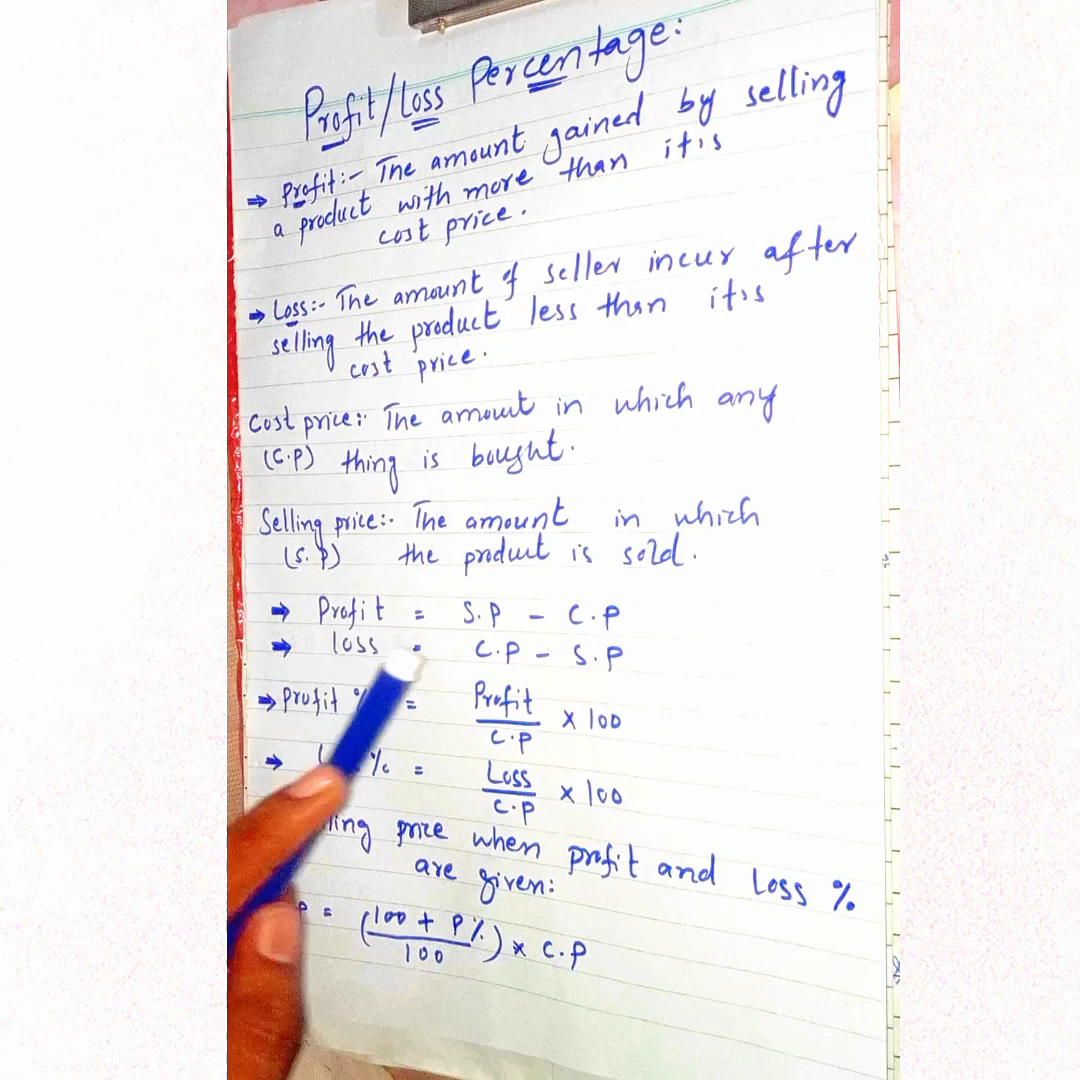 Profit/Loss Percentage:
⇒ Profit:- The amount gained by selling
a product with more than it is
cost price.
⇒ Loss:- The amount of seller incur after
selling the product less than it is
cost price.
Cost price:- The amount in which any
(C.P) thing is bought.
Selling price:- The amount in which
(S.P) the product is sold.
⇒ Profit = S.P - C.P
⇒ loss = C.P - S.P
⇒ Profit % = Profit/C.P × 100
⇒ % = Loss/C.P × 100
price when profit and Loss %
are given:
= (100 + P%/100) × C.P